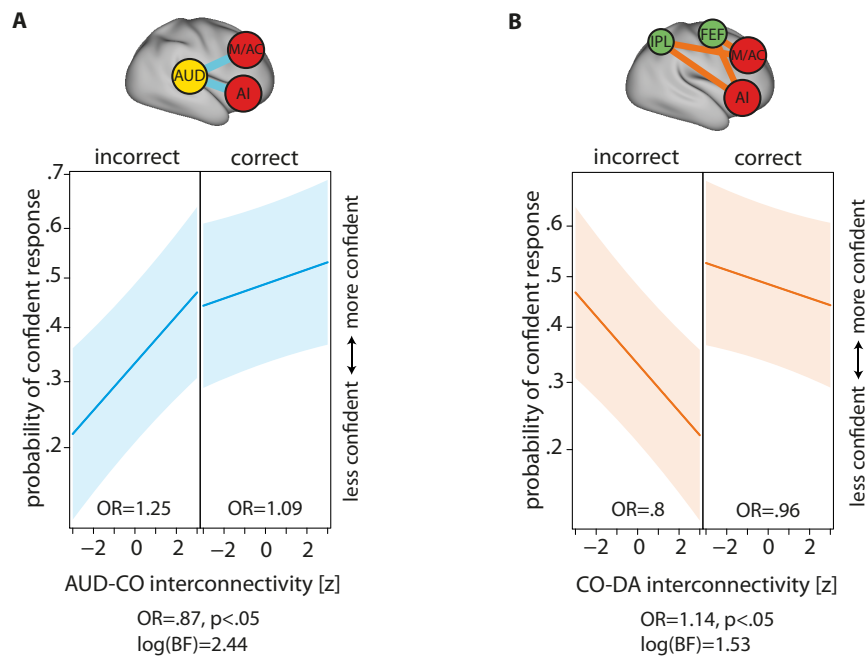 A
M/AC
AUD
AI
incorrect correct
probability of confident response
.7
.6
.5
.4
.3
.2
OR=1.25 OR=1.09
less confident ↔ more confident
−2 0 2 −2 0 2
AUD-CO interconnectivity [z]
OR=.87, p<.05
log(BF)=2.44
B
IPL FEF
M/AC
AI
incorrect correct
probability of confident response
.6
.5
.4
.3
.2
OR=.8 OR=.96
less confident ↔ more confident
−2 0 2 −2 0 2
CO-DA interconnectivity [z]
OR=1.14, p<.05
log(BF)=1.53